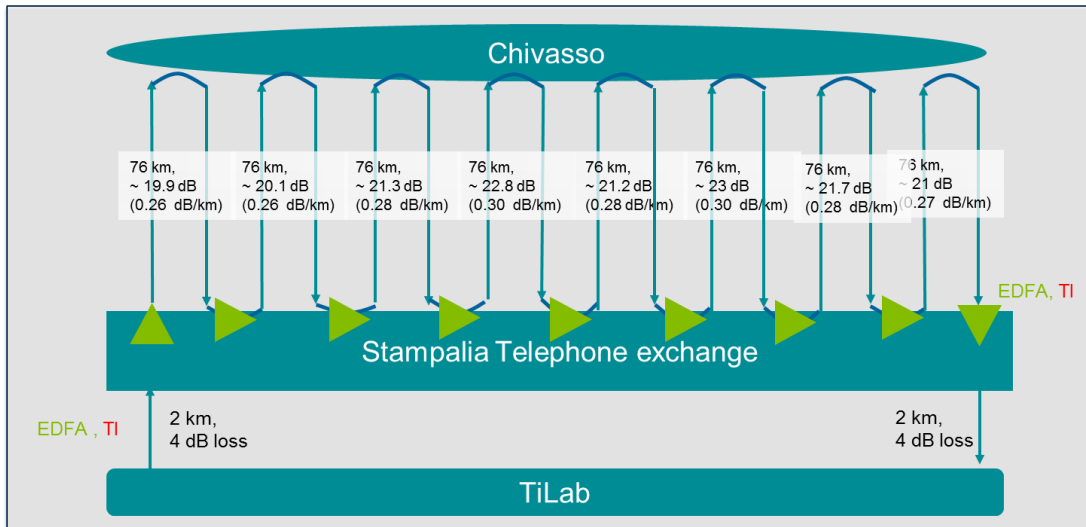 Chivasso
76 km,
~ 19.9 dB
(0.26 dB/km)
76 km,
~ 20.1 dB
(0.26 dB/km)
76 km,
~ 21.3 dB
(0.28 dB/km)
76 km,
~ 22.8 dB
(0.30 dB/km)
76 km,
~ 21.2 dB
(0.28 dB/km)
76 km,
~ 23 dB
(0.30 dB/km)
76 km,
~ 21.7 dB
(0.28 dB/km)
76 km,
~ 21 dB
(0.27 dB/km)
EDFA, TI
Stampalia Telephone exchange
EDFA , TI
2 km,
4 dB loss
2 km,
4 dB loss
TiLab